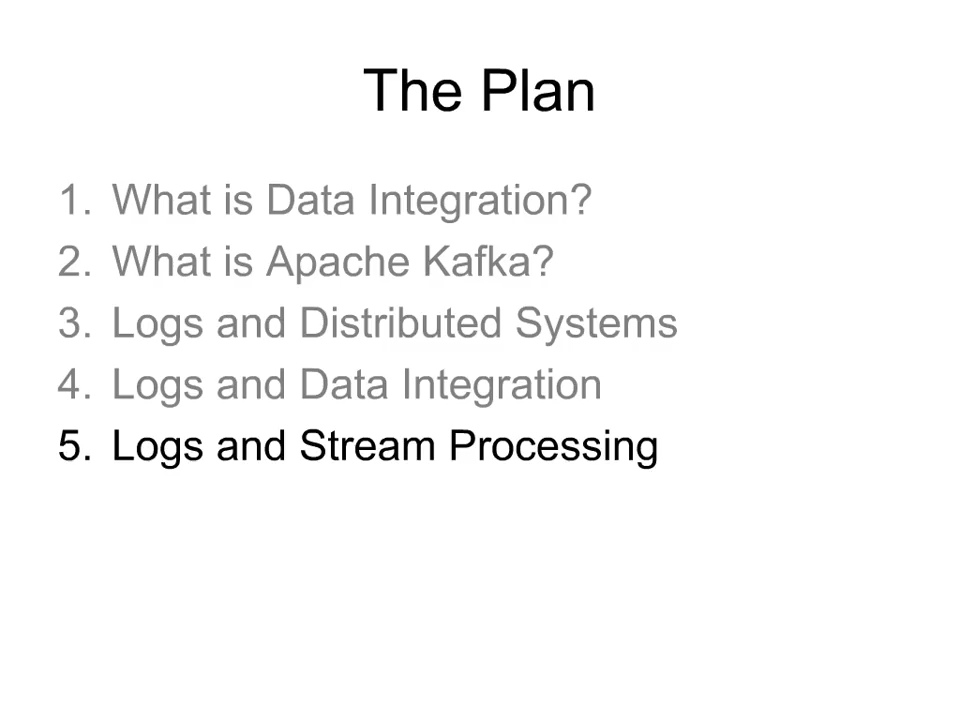 The Plan
1. What is Data Integration?
2. What is Apache Kafka?
3. Logs and Distributed Systems
4. Logs and Data Integration
5. Logs and Stream Processing